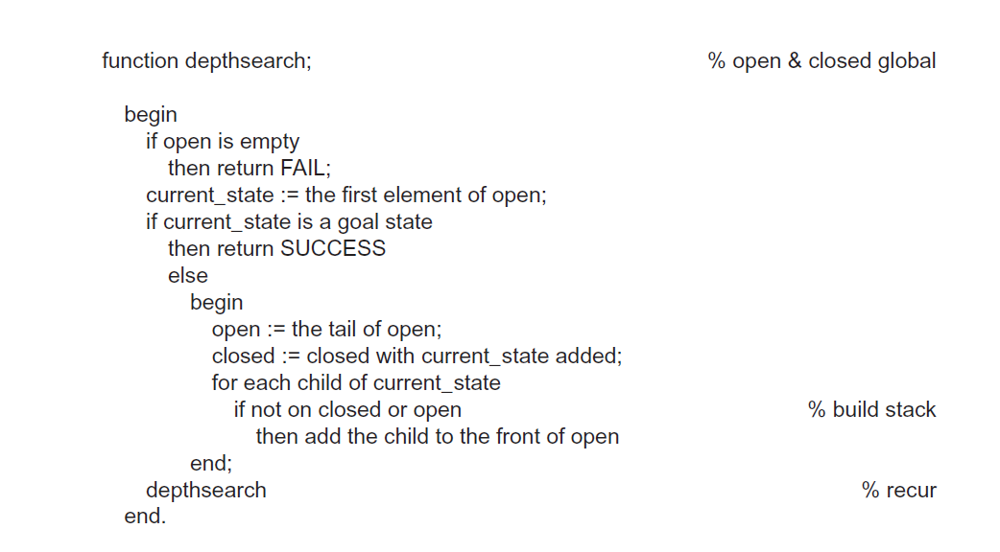 function depthsearch; % open & closed global
begin
if open is empty
then return FAIL;
current_state := the first element of open;
if current_state is a goal state
then return SUCCESS
else
begin
open := the tail of open;
closed := closed with current_state added;
for each child of current_state
if not on closed or open % build stack
then add the child to the front of open
end;
depthsearch % recur
end.